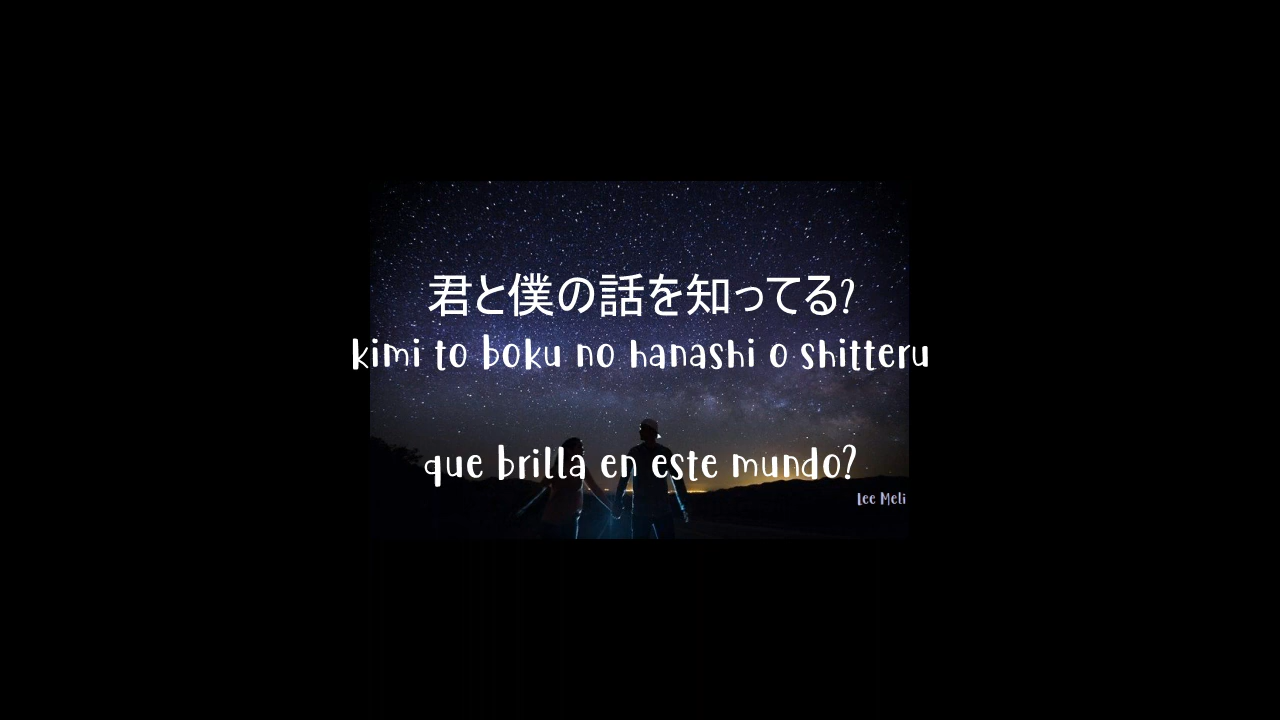 君と僕の話を知ってる?
kimi to boku no hanashi o shitteru
que brilla en este mundo?
Lee Meli